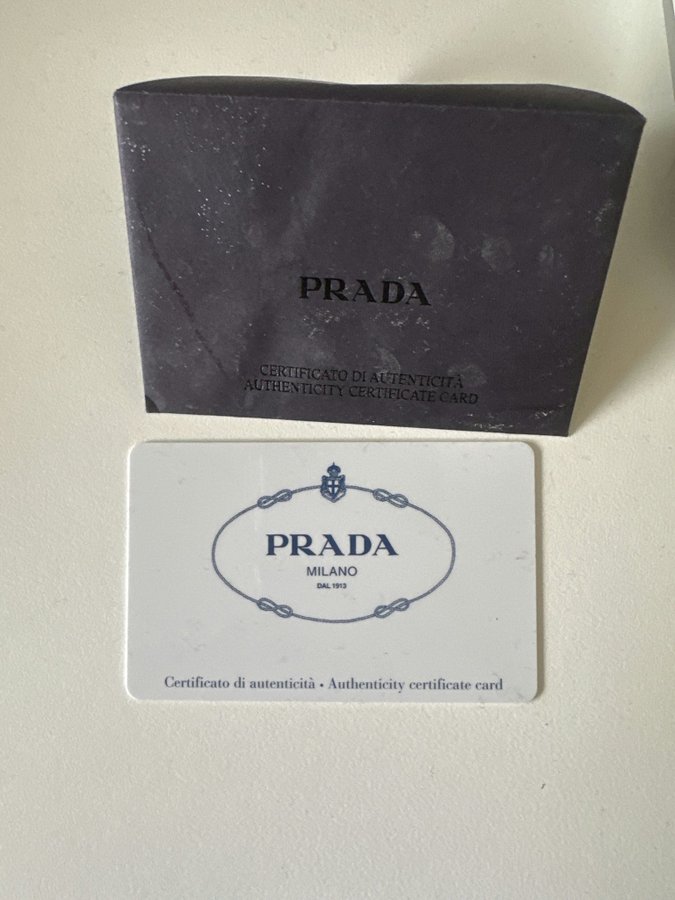 PRADA
CERTIFICATO DI AUTENTICITÀ
AUTHENTICITY CERTIFICATE CARD
PRADA
MILANO
DAL 1913
Certificato di autenticità • Authenticity certificate card